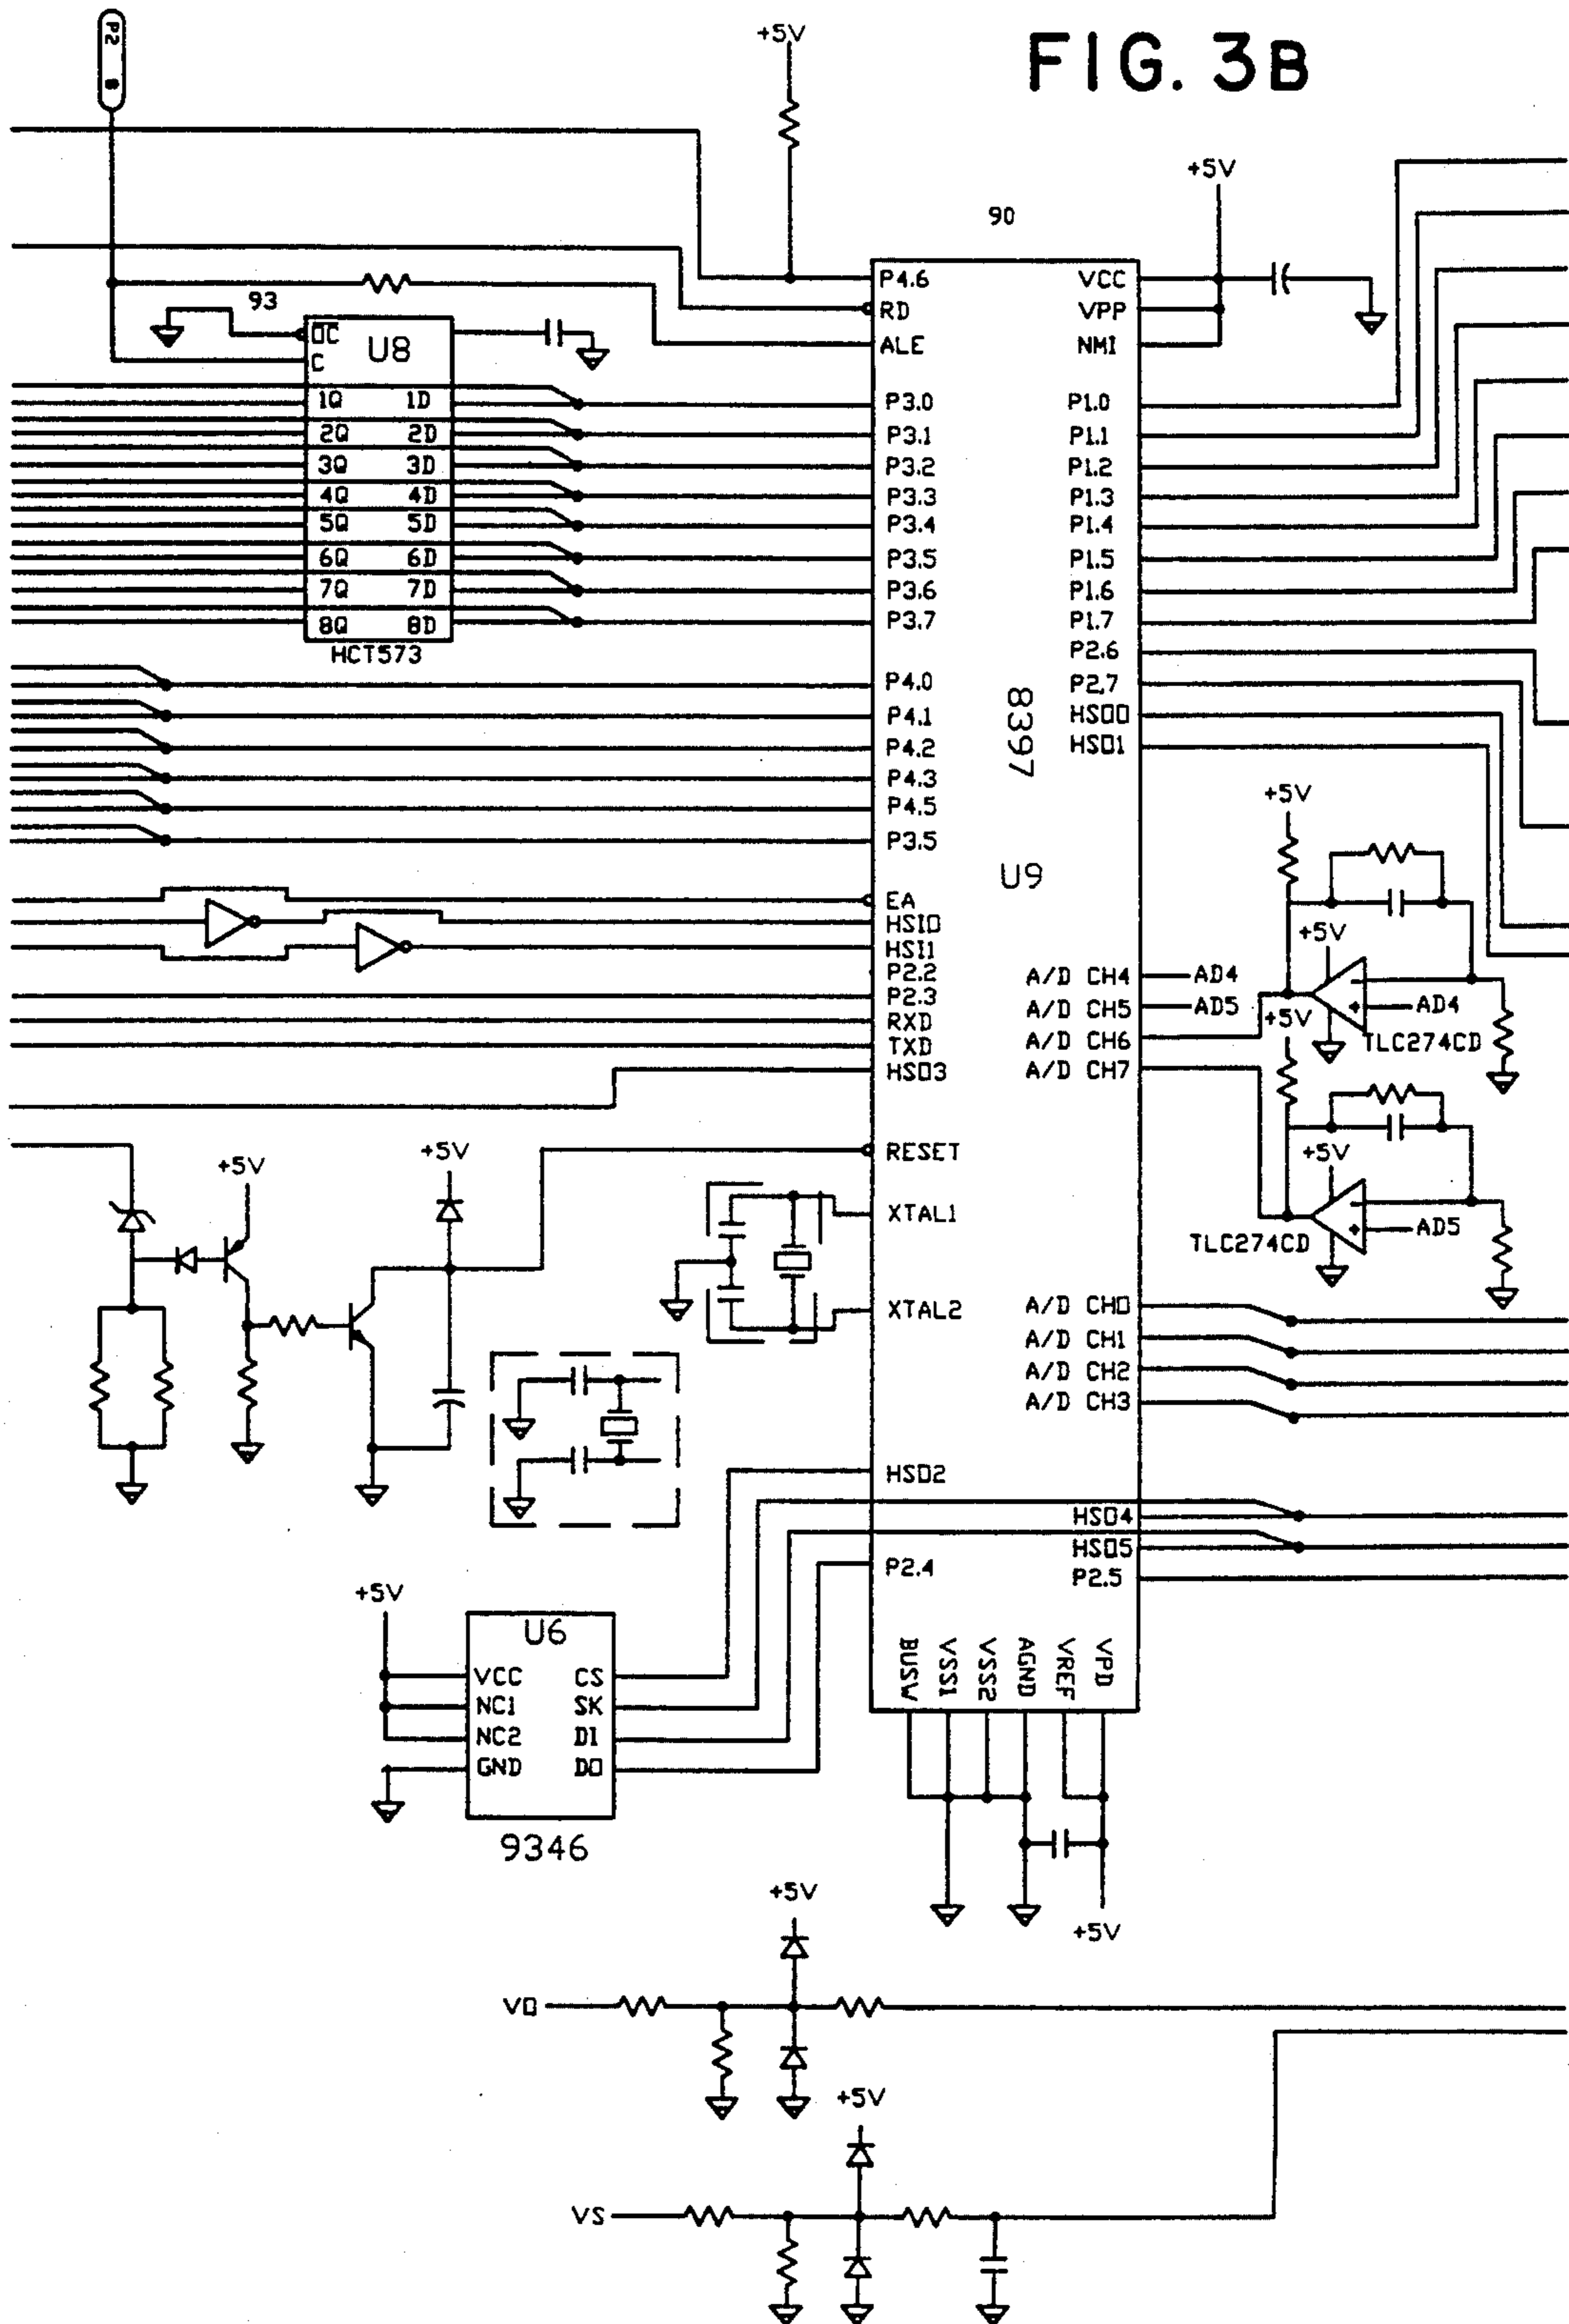 FIG. 3B
P2 8
+5V
+5V
90
93
U8
OC
C
1Q 1D
2Q 2D
3Q 3D
4Q 4D
5Q 5D
6Q 6D
7Q 7D
8Q 8D
HCT573
P4.6
RD
ALE
P3.0
P3.1
P3.2
P3.3
P3.4
P3.5
P3.6
P3.7
P4.0
P4.1
P4.2
P4.3
P4.5
P3.5
EA
HSI0
HSI1
P2.2
P2.3
RXD
TXD
HSO3
RESET
XTAL1
XTAL2
HSO2
P2.4
8397
U9
VCC
VPP
NMI
P1.0
P1.1
P1.2
P1.3
P1.4
P1.5
P1.6
P1.7
P2.6
P2.7
HSO0
HSO1
A/D CH4
A/D CH5
A/D CH6
A/D CH7
A/D CH0
A/D CH1
A/D CH2
A/D CH3
HSO4
HSO5
P2.5
BUSW
VSS1
VSS2
AGND
VREF
VPD
AD4
AD5
+5V
+5V
AD4
TLC274CD
+5V
+5V
AD5
TLC274CD
+5V
+5V
+5V
U6
VCC CS
NC1 SK
NC2 DI
GND DO
9346
+5V
+5V
VO
+5V
VS